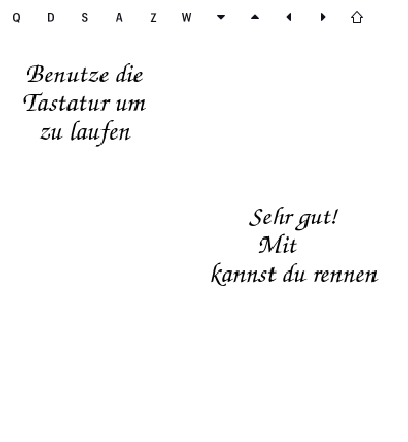 Q D S A Z W
Benutze die
Tastatur um
zu laufen
Sehr gut!
Mit
kannst du rennen